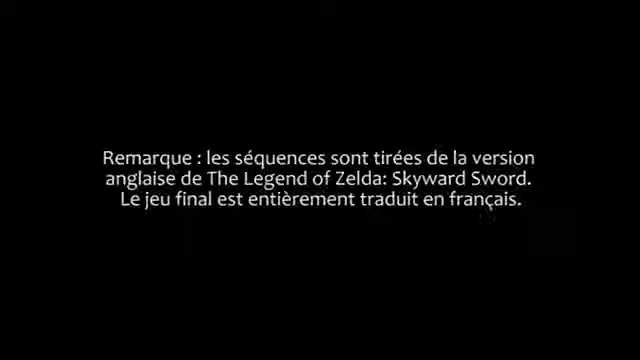 Remarque : les séquences sont tirées de la version
anglaise de The Legend of Zelda: Skyward Sword.
Le jeu final est entièrement traduit en français.